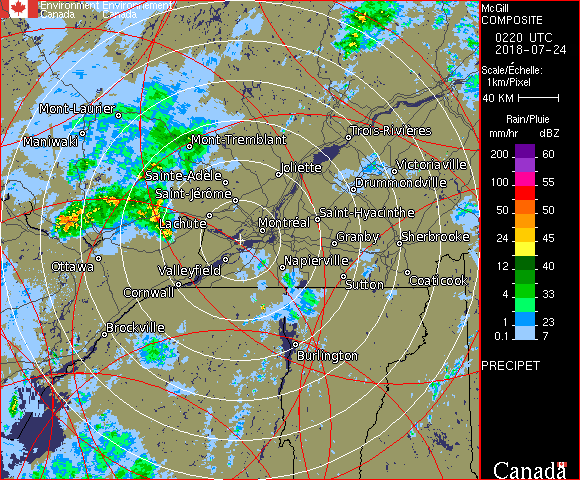 Environment Environnement
Canada Canada
Mont-Laurier
Maniwaki
Mont-Tremblant
Trois-Rivières
Sainte-Adèle
Joliette
Victoriaville
Saint-Jérôme
Drummondville
Lachute
Montréal
Saint-Hyacinthe
Ottawa
Valleyfield
Granby
Sherbrooke
Napierville
Cornwall
Sutton
Coaticook
Brockville
Burlington
McGill
COMPOSITE
0220 UTC
2018-07-24
Scale/Échelle:
1km/Pixel
40 KM
Rain/Pluie
mm/hr dBZ
200 60
150 57
100 55
50 50
24 45
12 40
4 33
1 23
0.1 7
PRECIPET
Canada